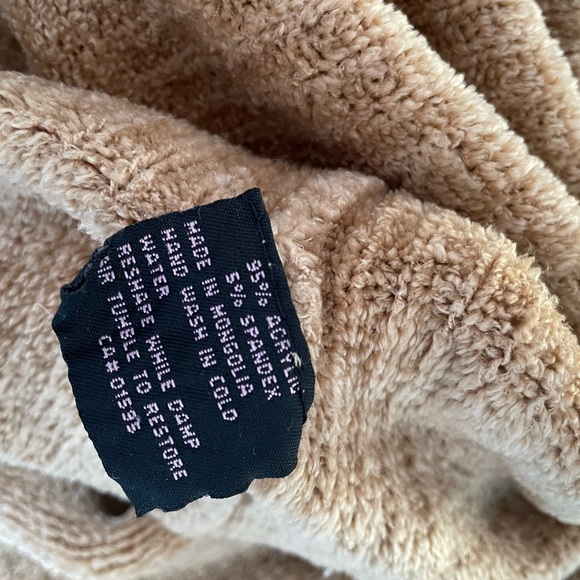 95% ACRYLIC
5% SPANDEX
MADE IN MONGOLIA
HAND WASH IN COLD
WATER
RESHAPE WHILE DAMP
AIR TUMBLE TO RESTORE
CA# 01595